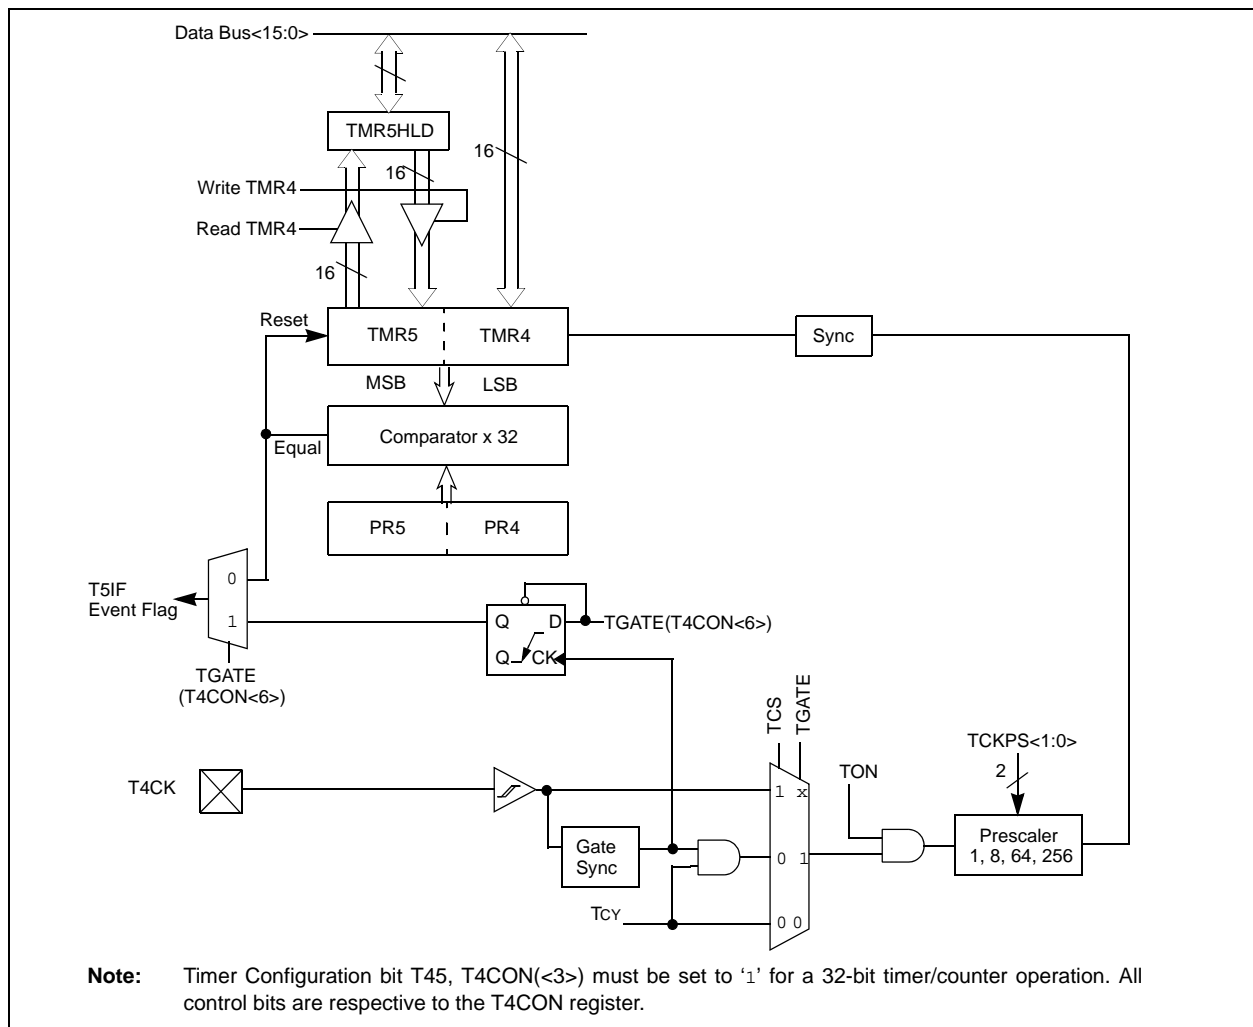 Data Bus<15:0>
TMR5HLD
16
16
Write TMR4
Read TMR4
16
Reset
TMR5
TMR4
Sync
MSB
LSB
Equal
Comparator x 32
PR5
PR4
0
1
T5IF
Event Flag
TGATE
(T4CON<6>)
Q
D
TGATE(T4CON<6>)
Q
CK
TCS
TGATE
TCKPS<1:0>
2
T4CK
TON
1 x
Prescaler
1, 8, 64, 256
Gate
Sync
0 1
TCY
0 0
Note: Timer Configuration bit T45, T4CON(<3>) must be set to ‘1’ for a 32-bit timer/counter operation. All
control bits are respective to the T4CON register.